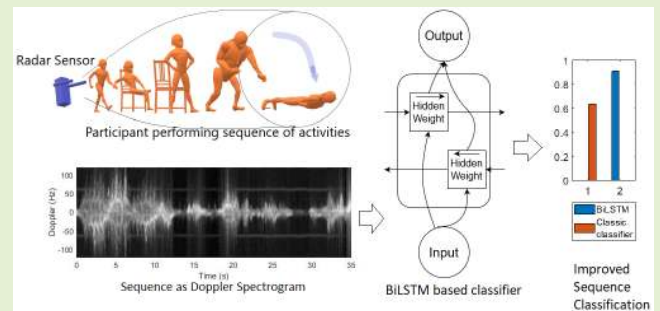 Radar Sensor
Participant performing sequence of activities
Doppler (Hz)
100
50
0
-50
-100
0 5 10 15 20 25 30 35
Time (s)
Sequence as Doppler Spectrogram
Output
Hidden
Weight
Hidden
Weight
Input
BiLSTM based classifier
1
0.8
0.6
0.4
0.2
0
1 2
BiLSTM
Classic
classifier
Improved
Sequence
Classification